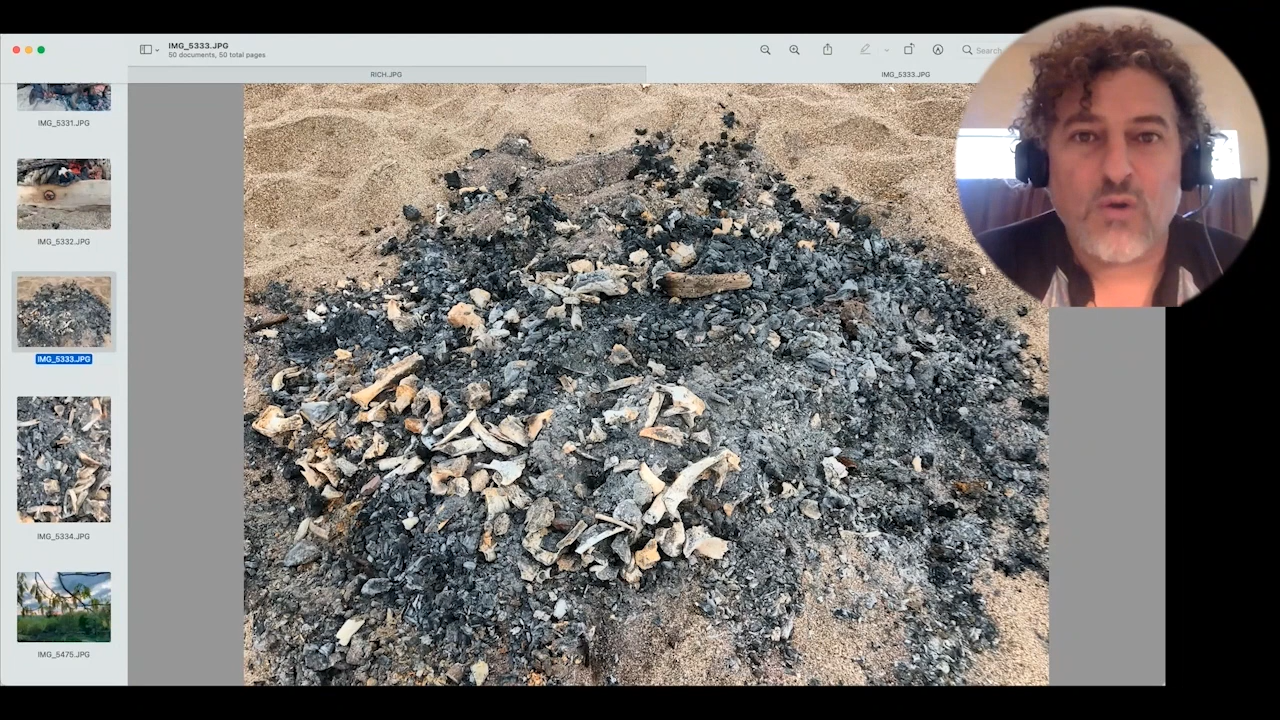 IMG_5333.JPG
50 documents, 50 total pages
Search
RICH.JPG
IMG_5333.JPG
IMG_5331.JPG
IMG_5332.JPG
IMG_5333.JPG
IMG_5334.JPG
IMG_5475.JPG